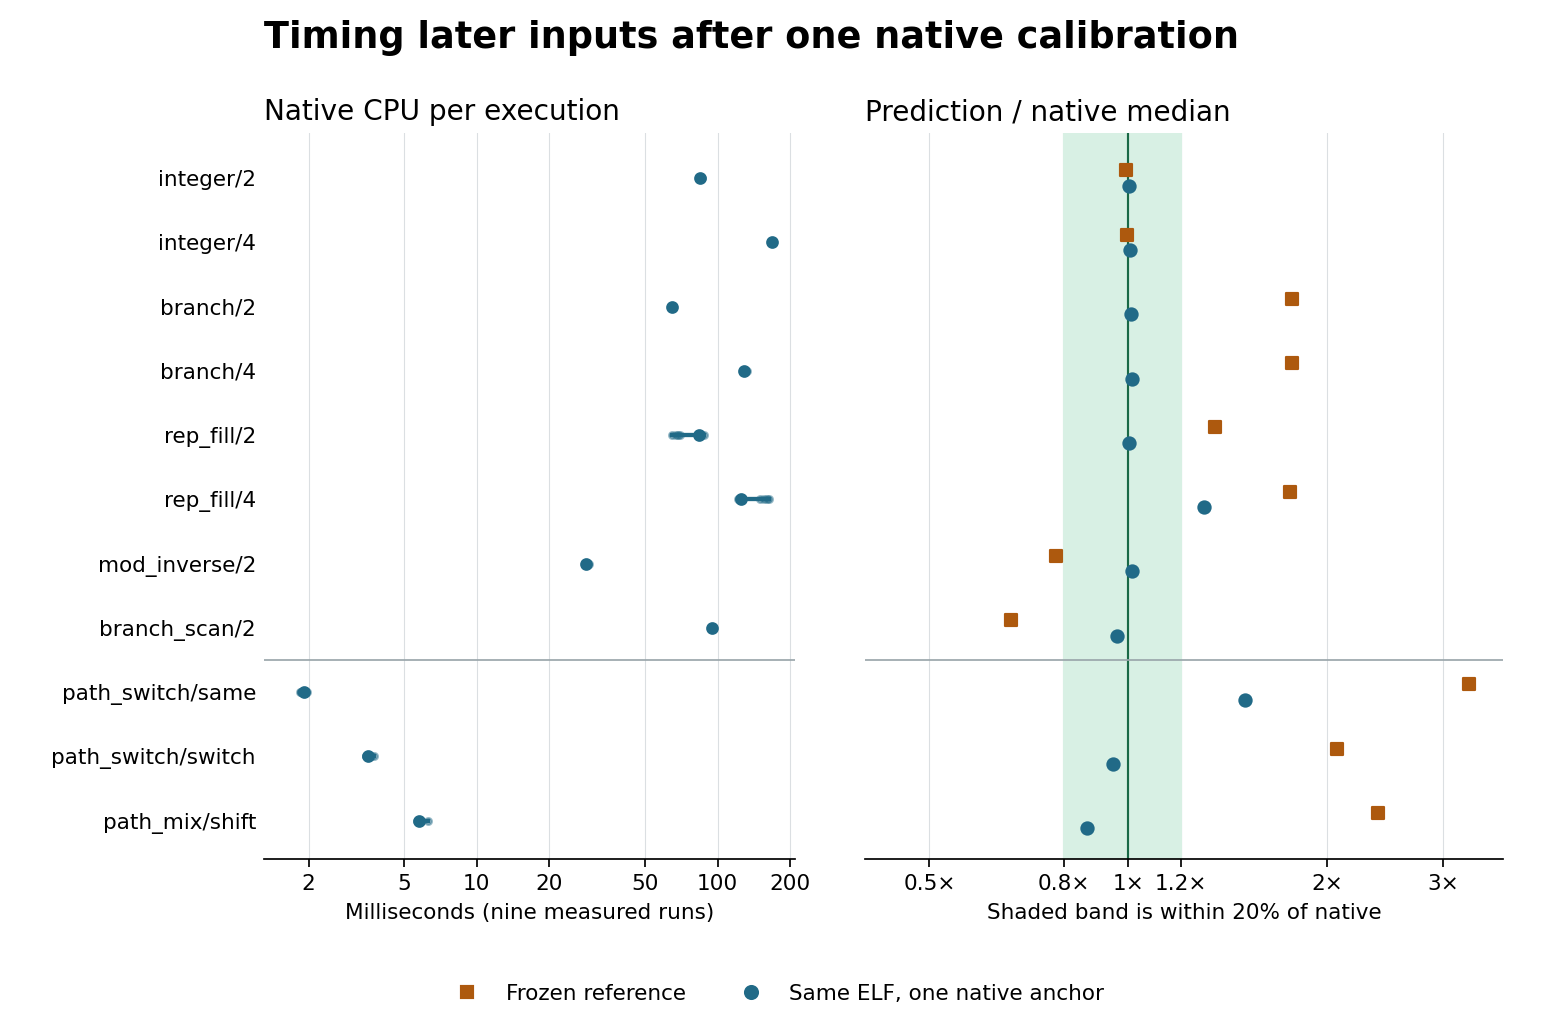 Timing later inputs after one native calibration
Native CPU per execution
Prediction / native median
integer/2
integer/4
branch/2
branch/4
rep_fill/2
rep_fill/4
mod_inverse/2
branch_scan/2
path_switch/same
path_switch/switch
path_mix/shift
2 5 10 20 50 100 200
0.5× 0.8× 1× 1.2× 2× 3×
Milliseconds (nine measured runs)
Shaded band is within 20% of native
Frozen reference
Same ELF, one native anchor